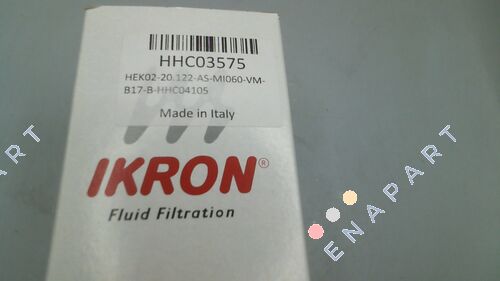 HHC03575
HEK02-20.122-AS-MI060-VM-
B17-B-HHC04105
Made in Italy
IKRON®
Fluid Filtration
ENAPART